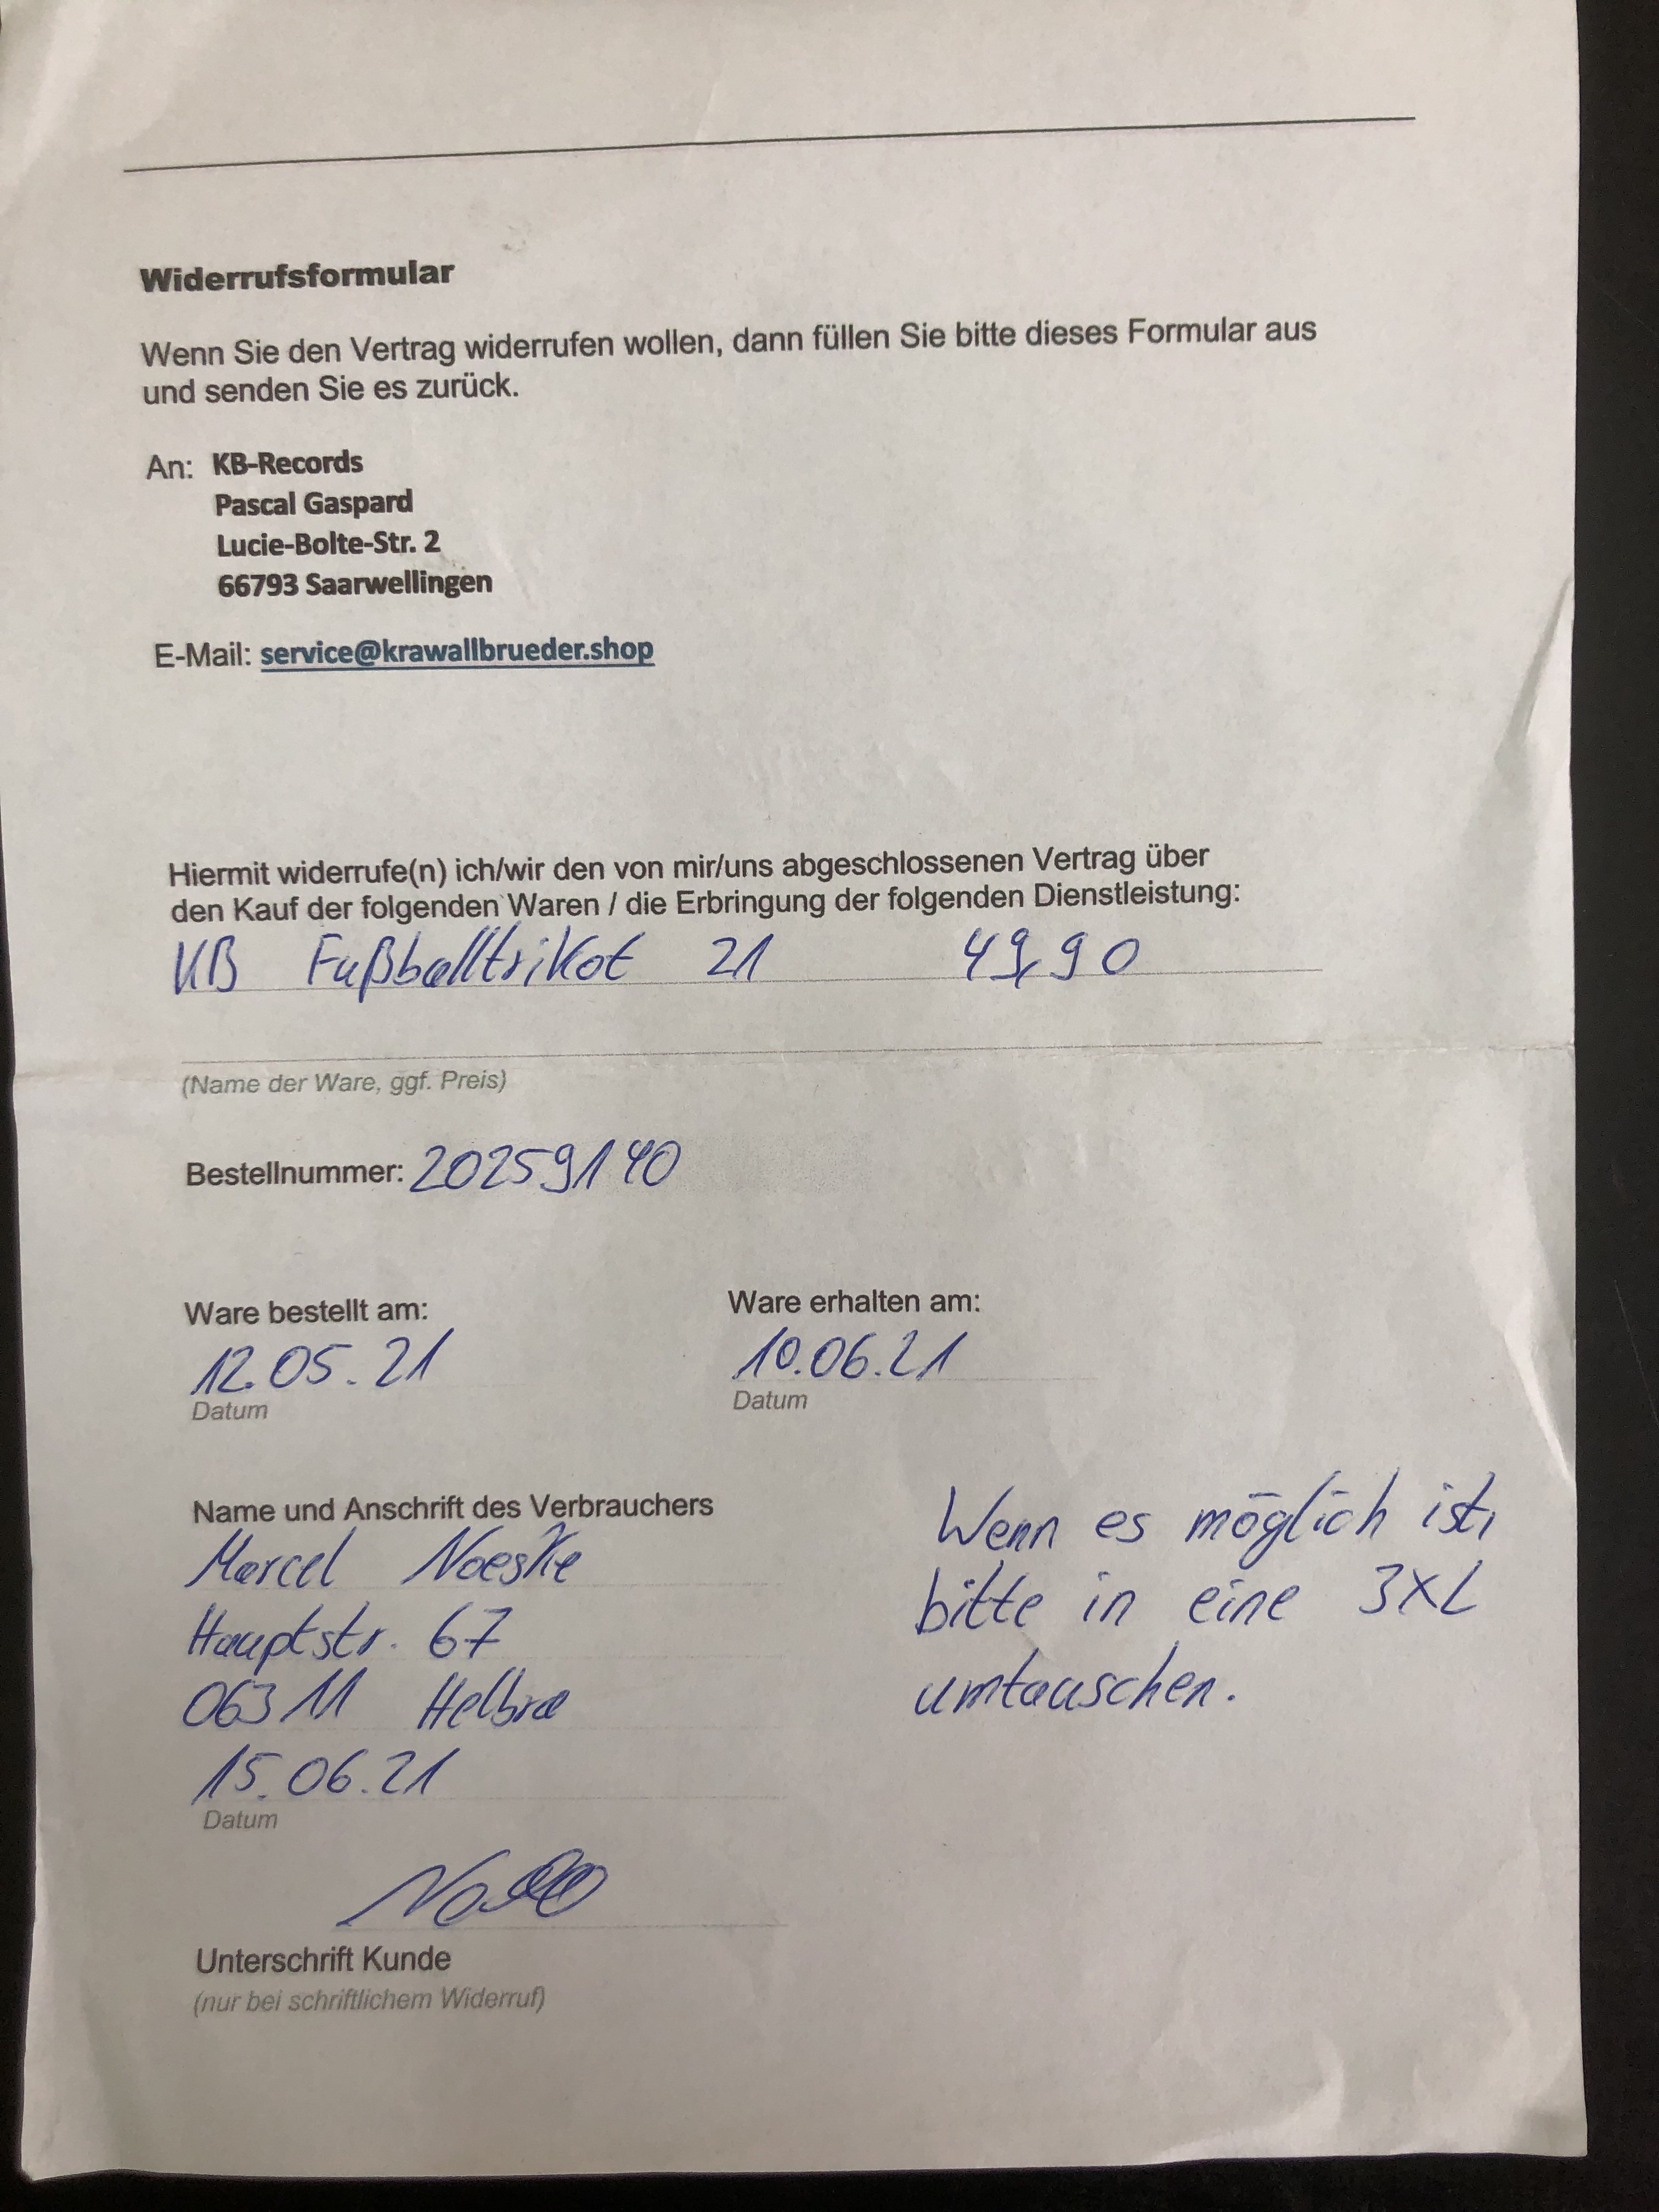 Widerrufsformular
Wenn Sie den Vertrag widerrufen wollen, dann füllen Sie bitte dieses Formular aus
und senden Sie es zurück.
An: KB-Records
Pascal Gaspard
Lucie-Bolte-Str. 2
66793 Saarwellingen
E-Mail: service@krawallbrueder.shop
Hiermit widerrufe(n) ich/wir den von mir/uns abgeschlossenen Vertrag über
den Kauf der folgenden Waren / die Erbringung der folgenden Dienstleistung:
KB Fußballtrikot 21 49,90
(Name der Ware, ggf. Preis)
Bestellnummer: 20259140
Ware bestellt am: Ware erhalten am:
12.05.21 10.06.21
Datum Datum
Name und Anschrift des Verbrauchers
Marcel Noeske
Hauptstr. 67
06311 Helbra
15.06.21
Datum
Wenn es möglich ist,
bitte in eine 3XL
umtauschen.
Unterschrift Kunde
(nur bei schriftlichem Widerruf)